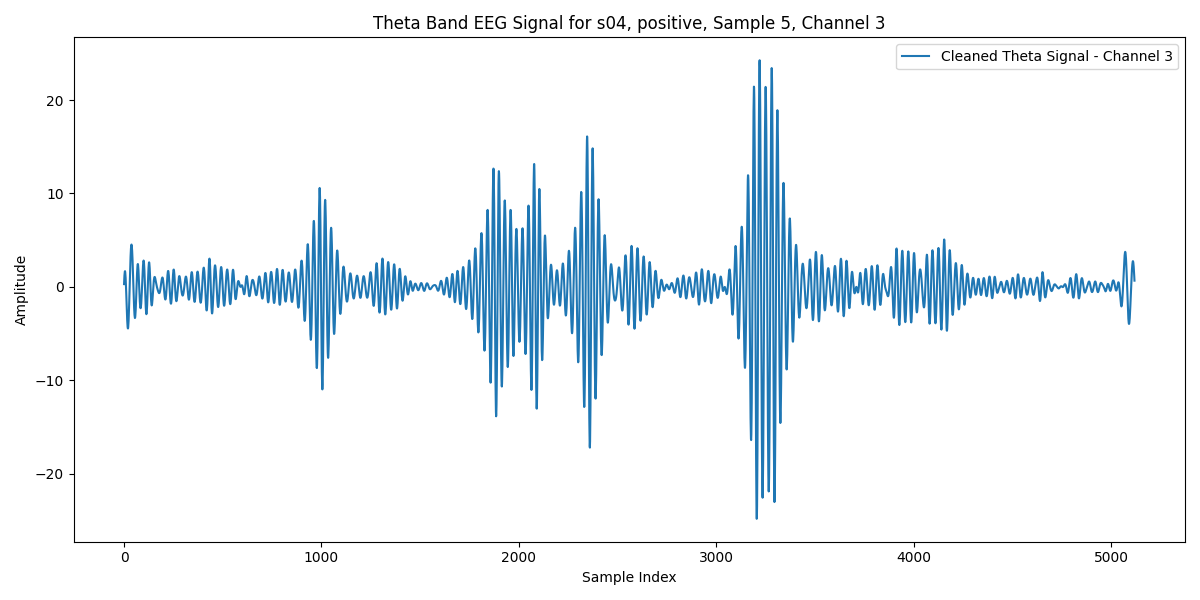 Theta Band EEG Signal for s04, positive, Sample 5, Channel 3
Cleaned Theta Signal - Channel 3
Amplitude
20
10
0
−10
−20
0 1000 2000 3000 4000 5000
Sample Index